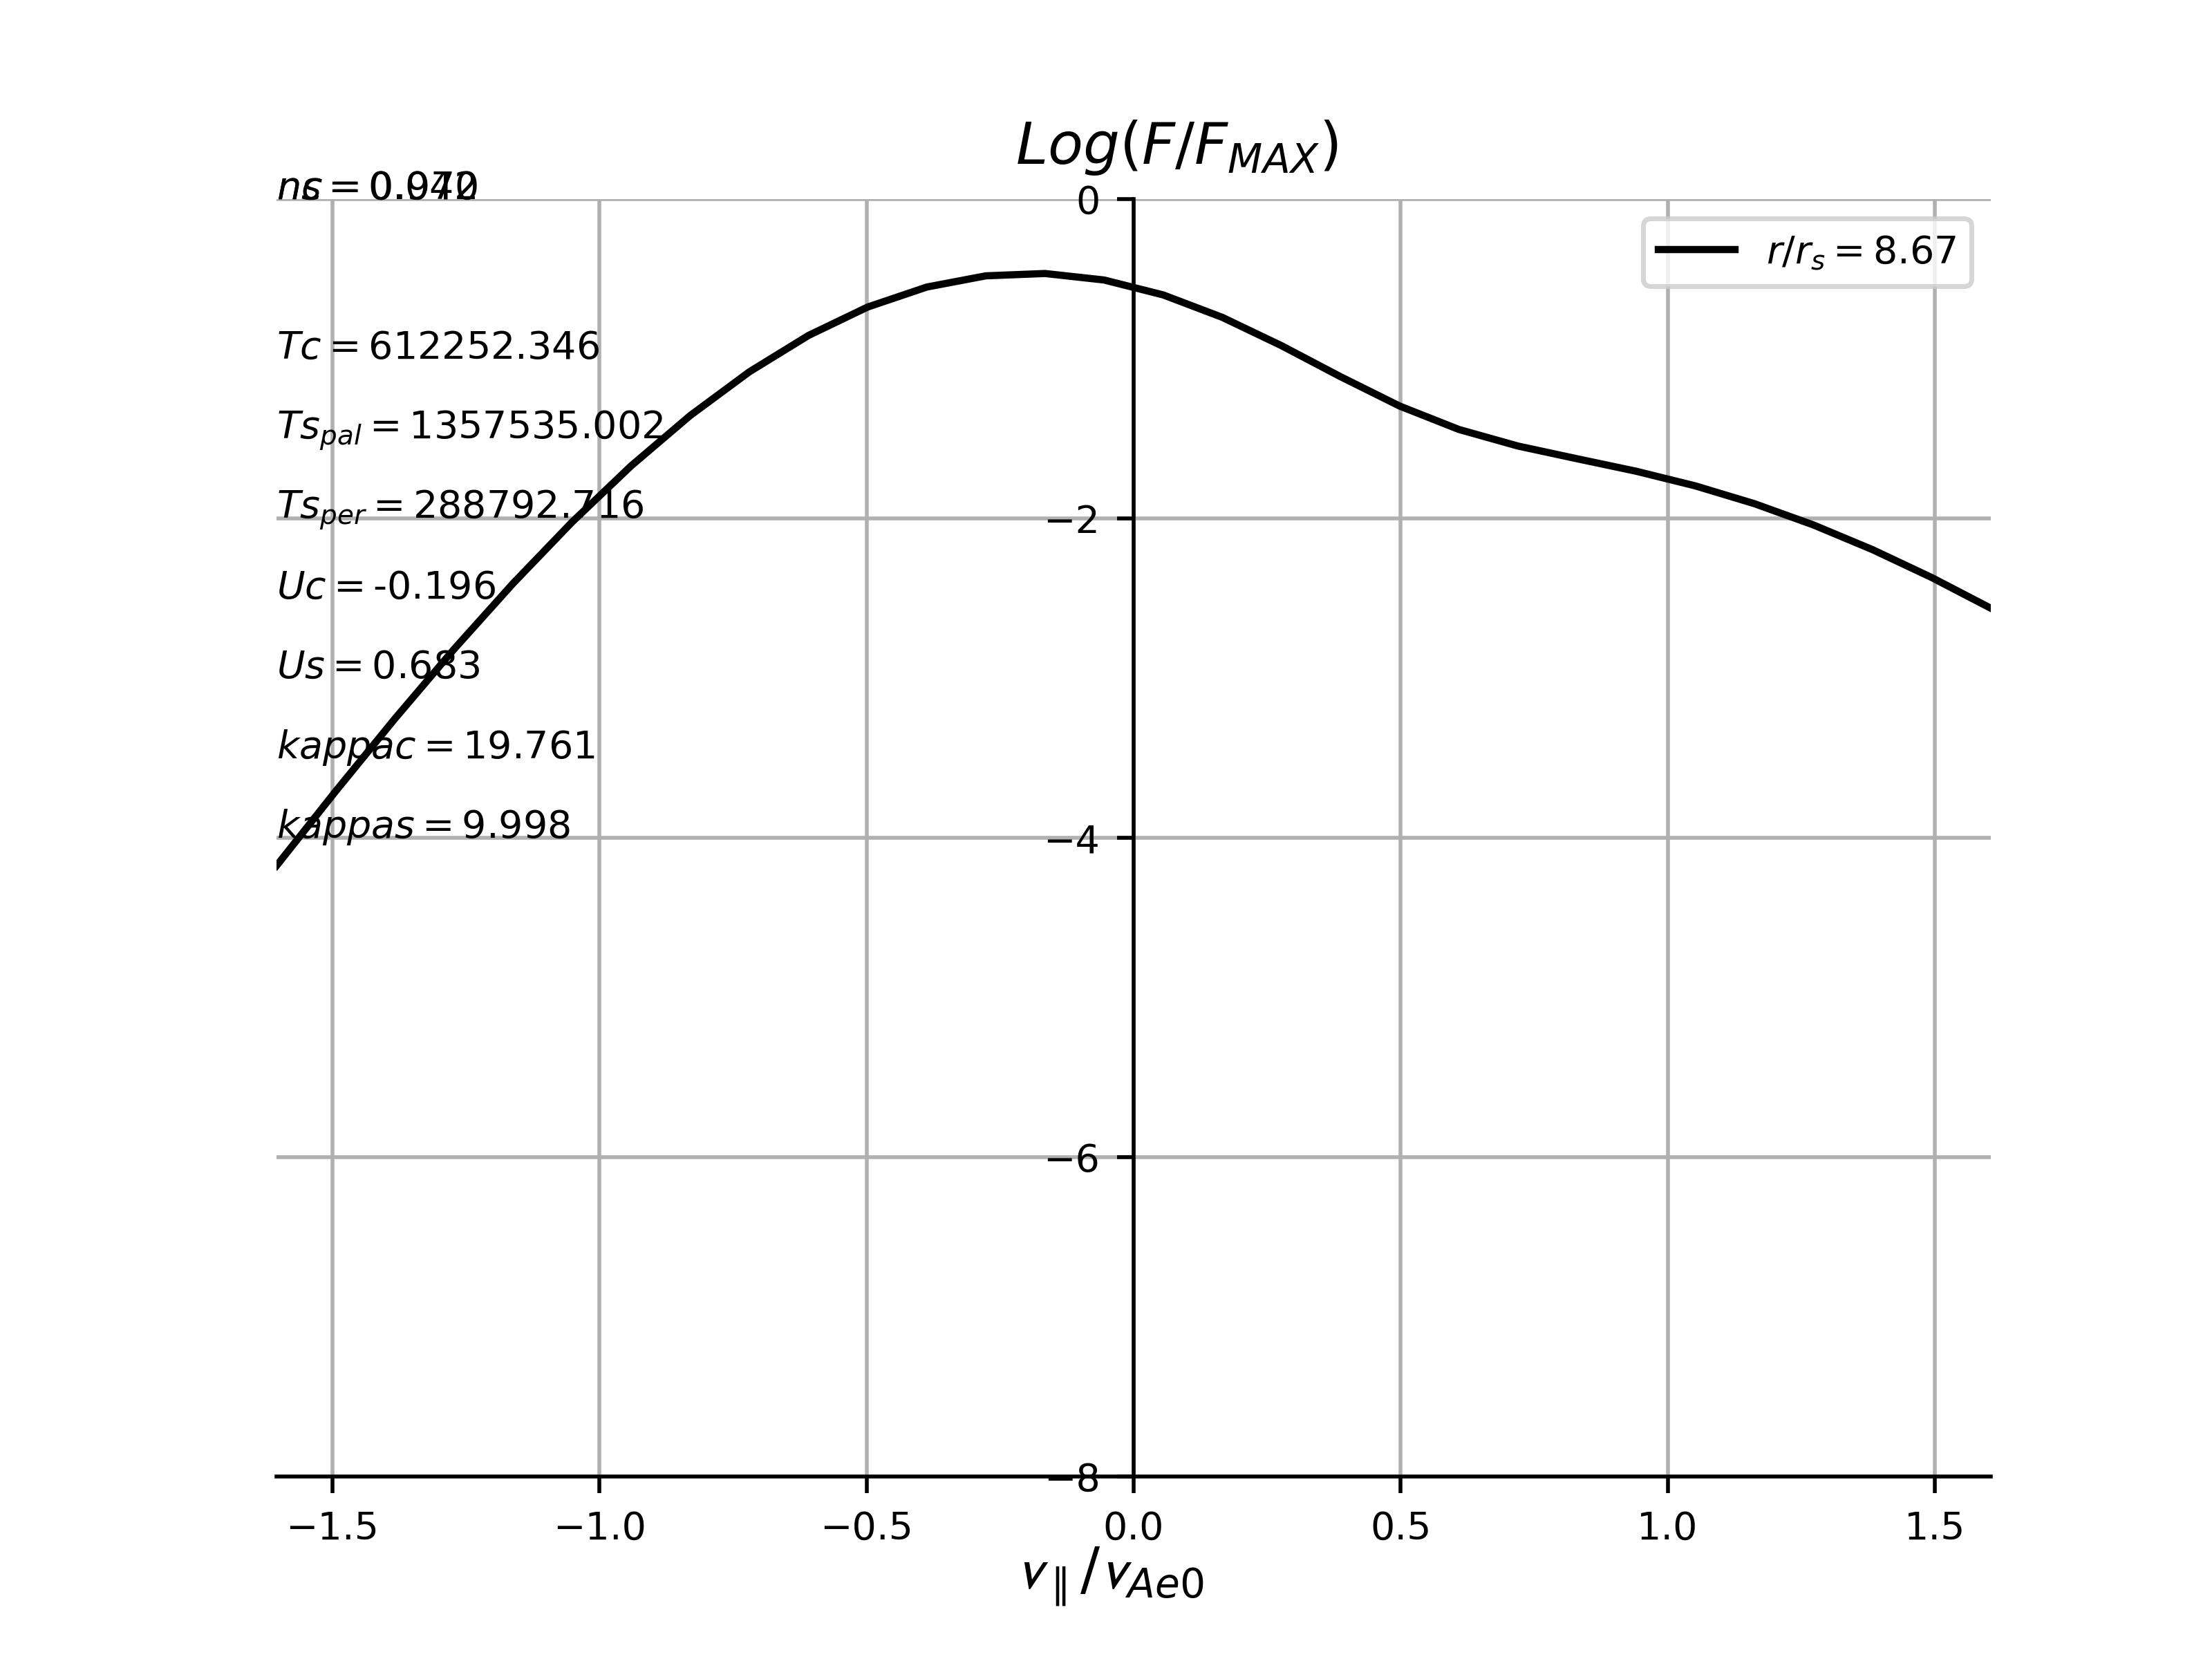 Log(F/F_MAX)
0
r/r_s = 8.67
Tc = 612252.346
Ts_pal = 1357535.002
Ts_per = 288792.716
−2
Uc = -0.196
Us = 0.683
kappac = 19.761
kappas = 9.998
−4
−6
−8
−1.5 −1.0 −0.5 0.0 0.5 1.0 1.5
v_∥/v_Ae0